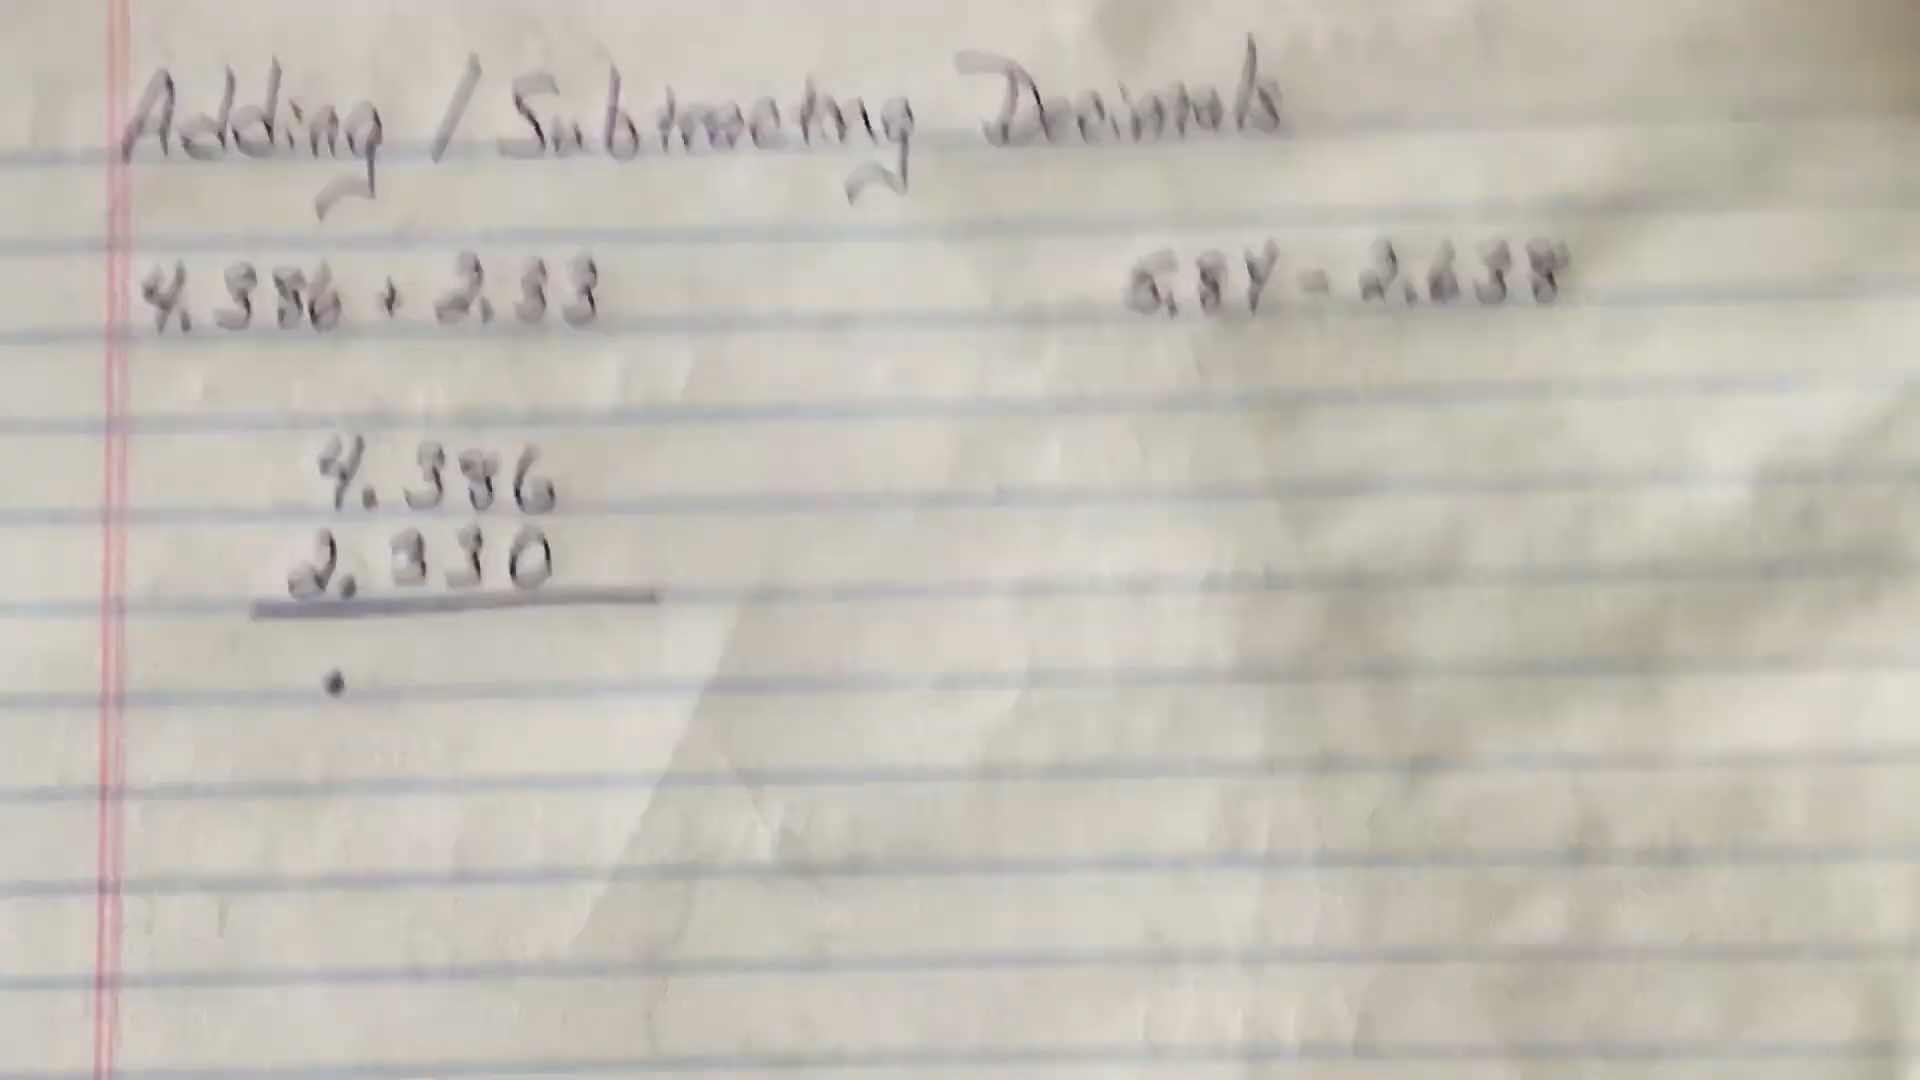 Adding / Subtracting Decimals
4.386 + 2.33
5.84 - 2.638
4.386
2.330
.